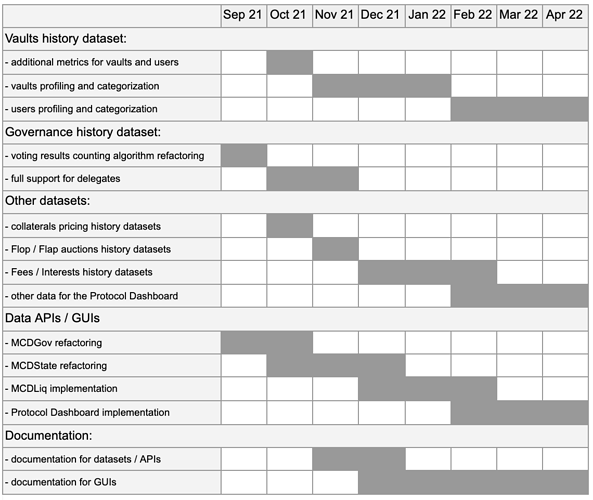 Sep 21 Oct 21 Nov 21 Dec 21 Jan 22 Feb 22 Mar 22 Apr 22
Vaults history dataset:
- additional metrics for vaults and users
- vaults profiling and categorization
- users profiling and categorization
Governance history dataset:
- voting results counting algorithm refactoring
- full support for delegates
Other datasets:
- collaterals pricing history datasets
- Flop / Flap auctions history datasets
- Fees / Interests history datasets
- other data for the Protocol Dashboard
Data APIs / GUIs
- MCDGov refactoring
- MCDState refactoring
- MCDLiq implementation
- Protocol Dashboard implementation
Documentation:
- documentation for datasets / APIs
- documentation for GUIs